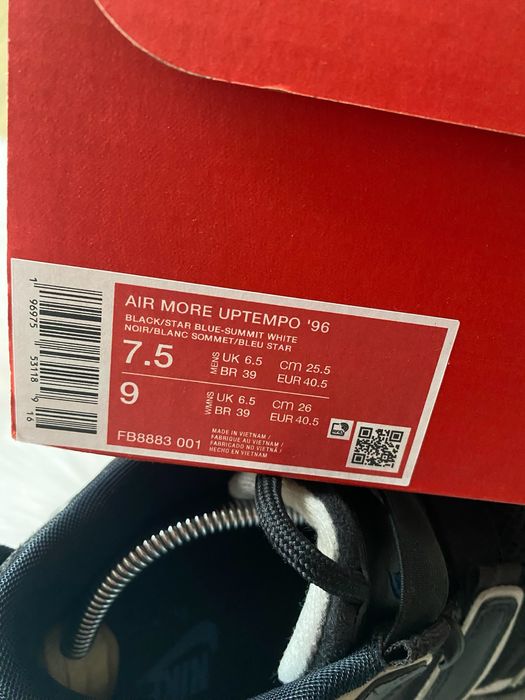 AIR MORE UPTEMPO '96
BLACK/STAR BLUE-SUMMIT WHITE
NOIR/BLANC SOMMET/BLEU STAR
7.5 MENS UK 6.5 CM 25.5
BR 39 EUR 40.5
9 WMNS UK 6.5 CM 26
BR 39 EUR 40.5
FB8883 001
MADE IN VIETNAM /
FABRIQUÉ AU VIETNAM /
FABRICADO NO VIETNÃ /
HECHO EN VIETNAM
1 96975 53118 9 16
NIKE